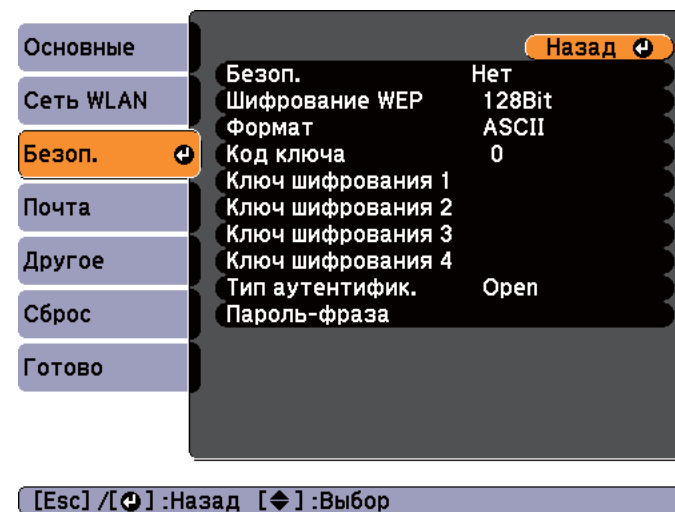 Основные
Сеть WLAN
Безоп.
Почта
Другое
Сброс
Готово
Назад
Безоп. Нет
Шифрование WEP 128Bit
Формат ASCII
Код ключа 0
Ключ шифрования 1
Ключ шифрования 2
Ключ шифрования 3
Ключ шифрования 4
Тип аутентифик. Open
Пароль-фраза
[Esc] /[⏎] :Назад [◆] :Выбор